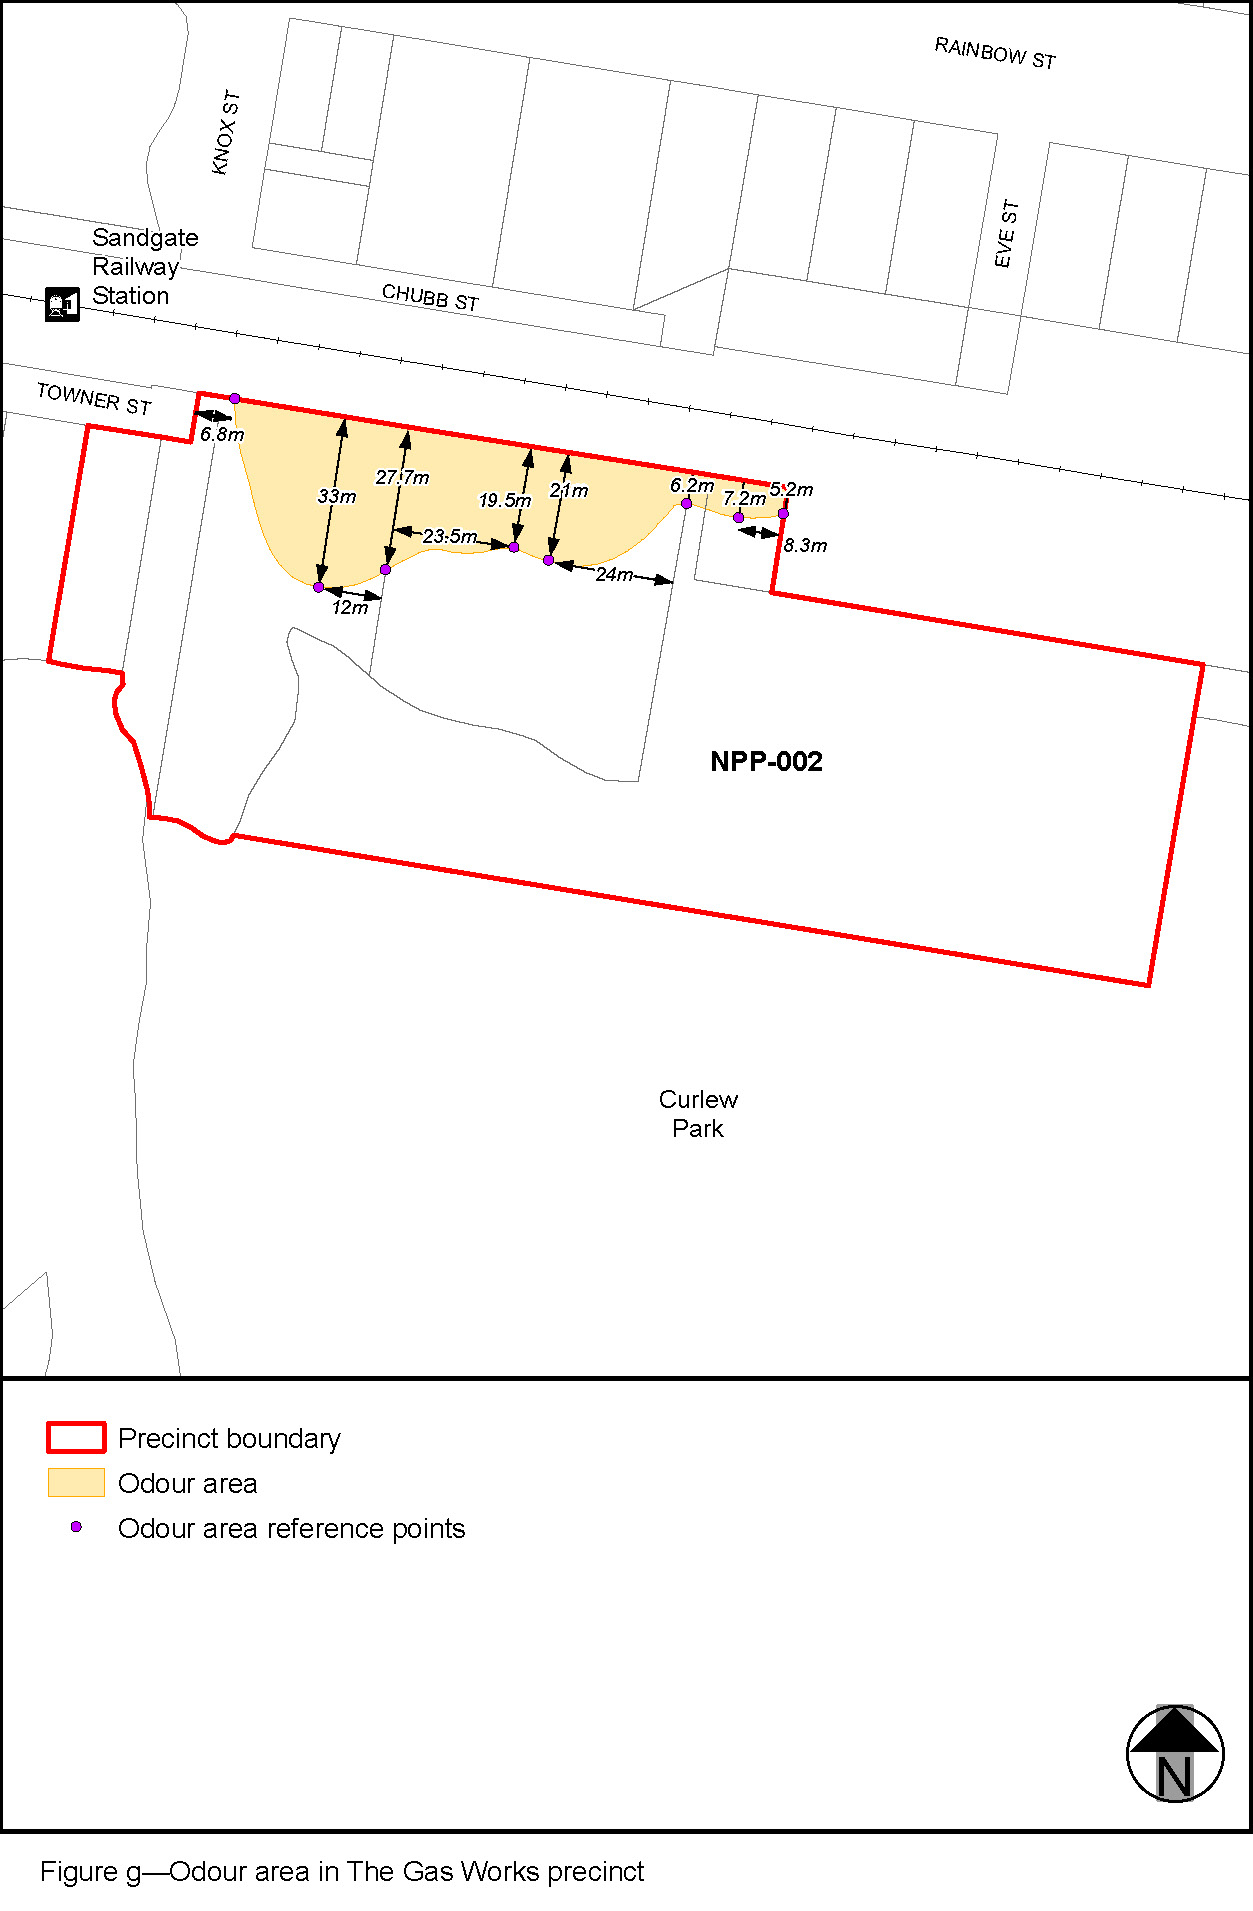 RAINBOW ST
KNOX ST
EVE ST
Sandgate
Railway
Station
CHUBB ST
TOWNER ST
6.8m
33m
27.7m
19.5m
21m
6.2m
7.2m
5.2m
23.5m
8.3m
24m
12m
NPP-002
Curlew
Park
Precinct boundary
Odour area
Odour area reference points
N
Figure g—Odour area in The Gas Works precinct